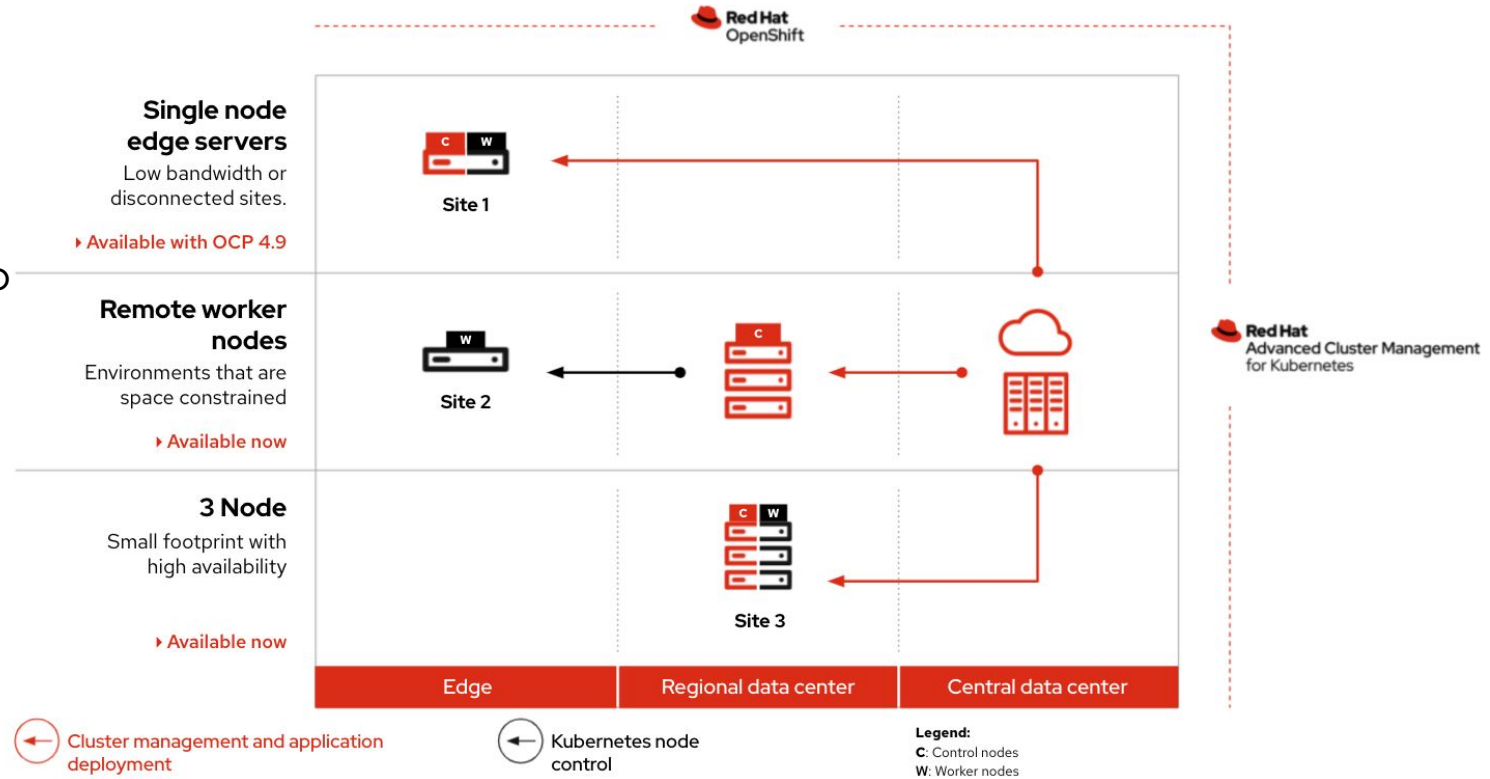 Red Hat
OpenShift
Single node
edge servers
Low bandwidth or
disconnected sites.
Available with OCP 4.9
C W
Site 1
Remote worker
nodes
Environments that are
space constrained
Available now
W
Site 2
C
Red Hat
Advanced Cluster Management
for Kubernetes
3 Node
Small footprint with
high availability
Available now
C W
Site 3
Edge
Regional data center
Central data center
Cluster management and application
deployment
Kubernetes node
control
Legend:
C: Control nodes
W: Worker nodes